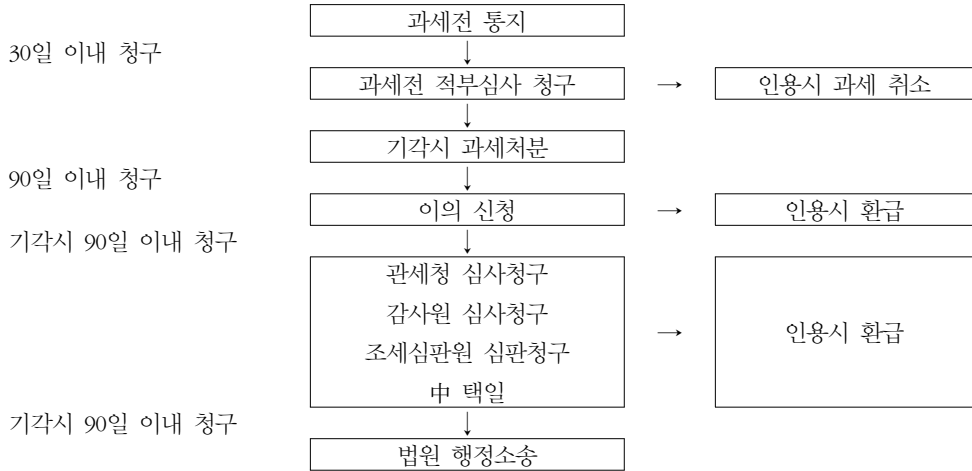 과세전 통지
30일 이내 청구
과세전 적부심사 청구 → 인용시 과세 취소
기각시 과세처분
90일 이내 청구
이의 신청 → 인용시 환급
기각시 90일 이내 청구
관세청 심사청구
감사원 심사청구
→ 인용시 환급
조세심판원 심판청구
中 택일
기각시 90일 이내 청구
법원 행정소송